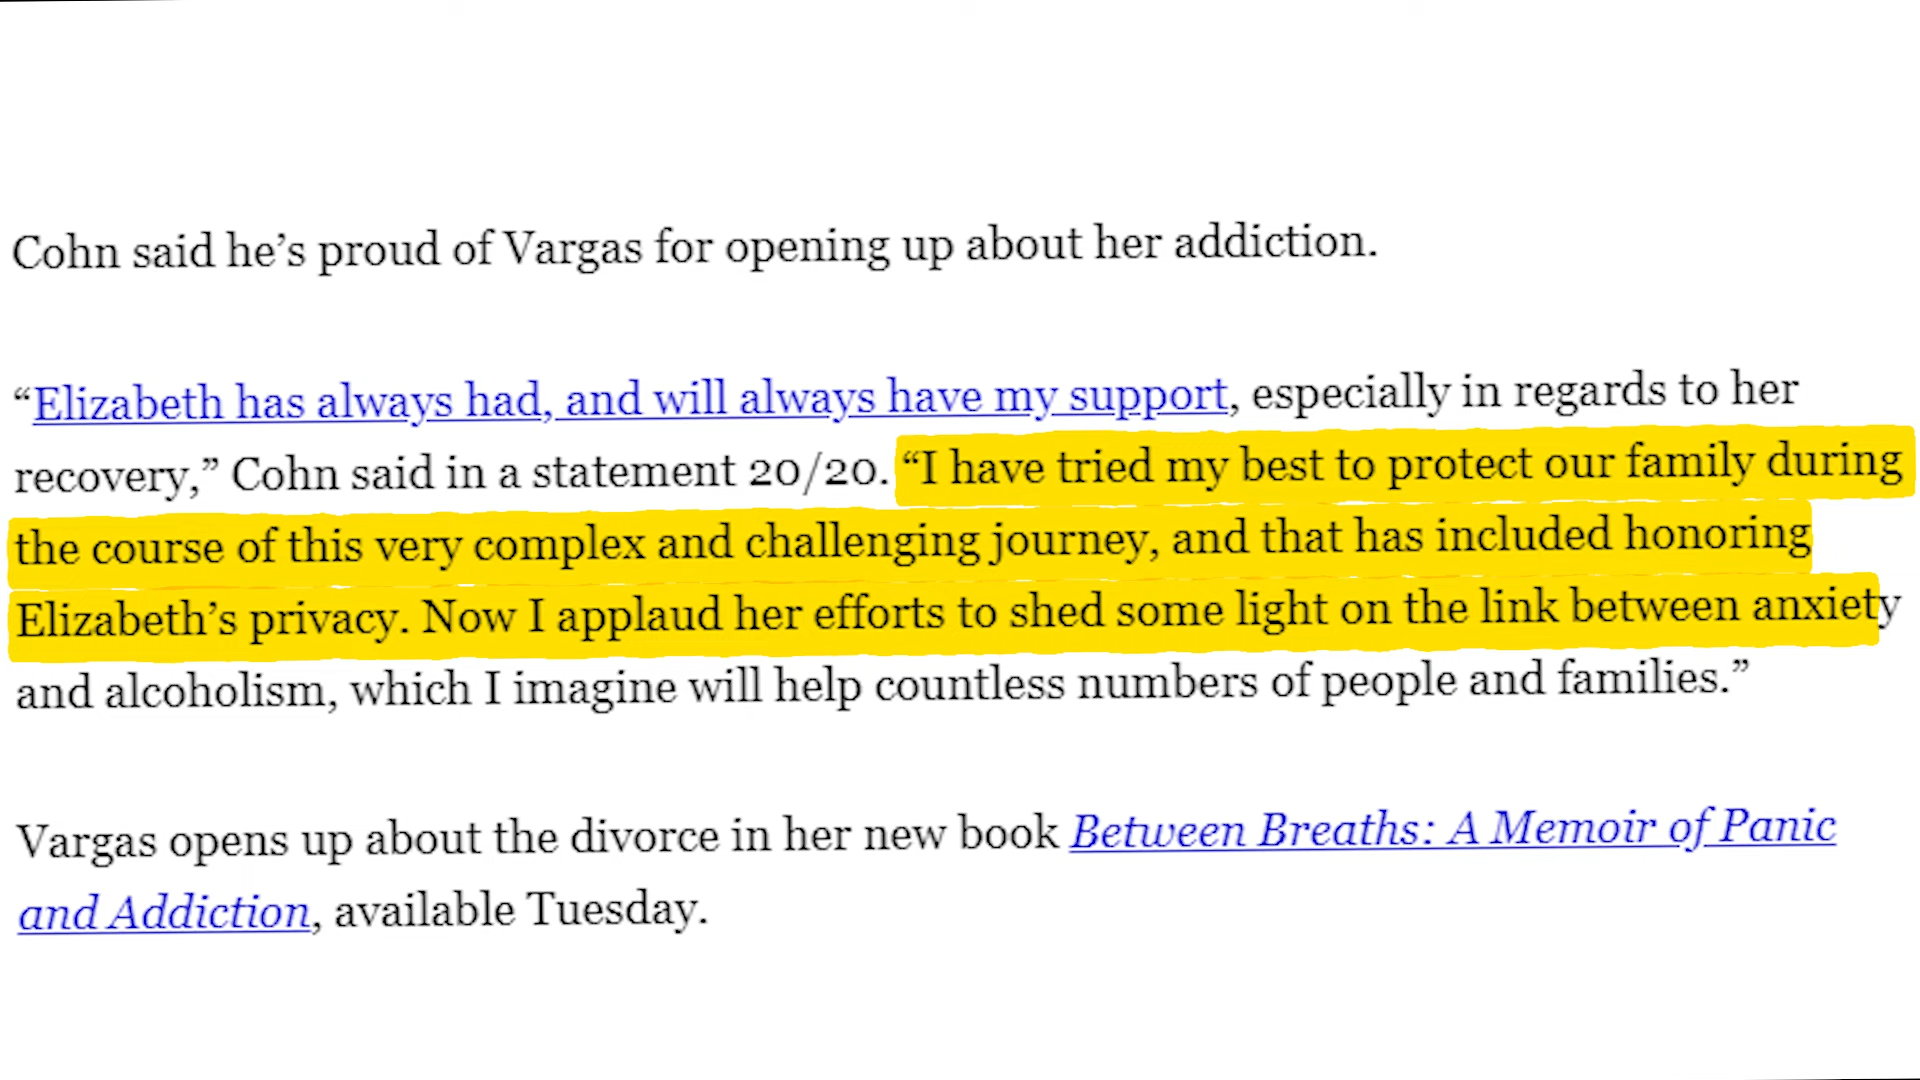 Cohn said he’s proud of Vargas for opening up about her addiction.
“Elizabeth has always had, and will always have my support, especially in regards to her
recovery,” Cohn said in a statement 20/20. “I have tried my best to protect our family during
the course of this very complex and challenging journey, and that has included honoring
Elizabeth’s privacy. Now I applaud her efforts to shed some light on the link between anxiety
and alcoholism, which I imagine will help countless numbers of people and families.”
Vargas opens up about the divorce in her new book Between Breaths: A Memoir of Panic
and Addiction, available Tuesday.